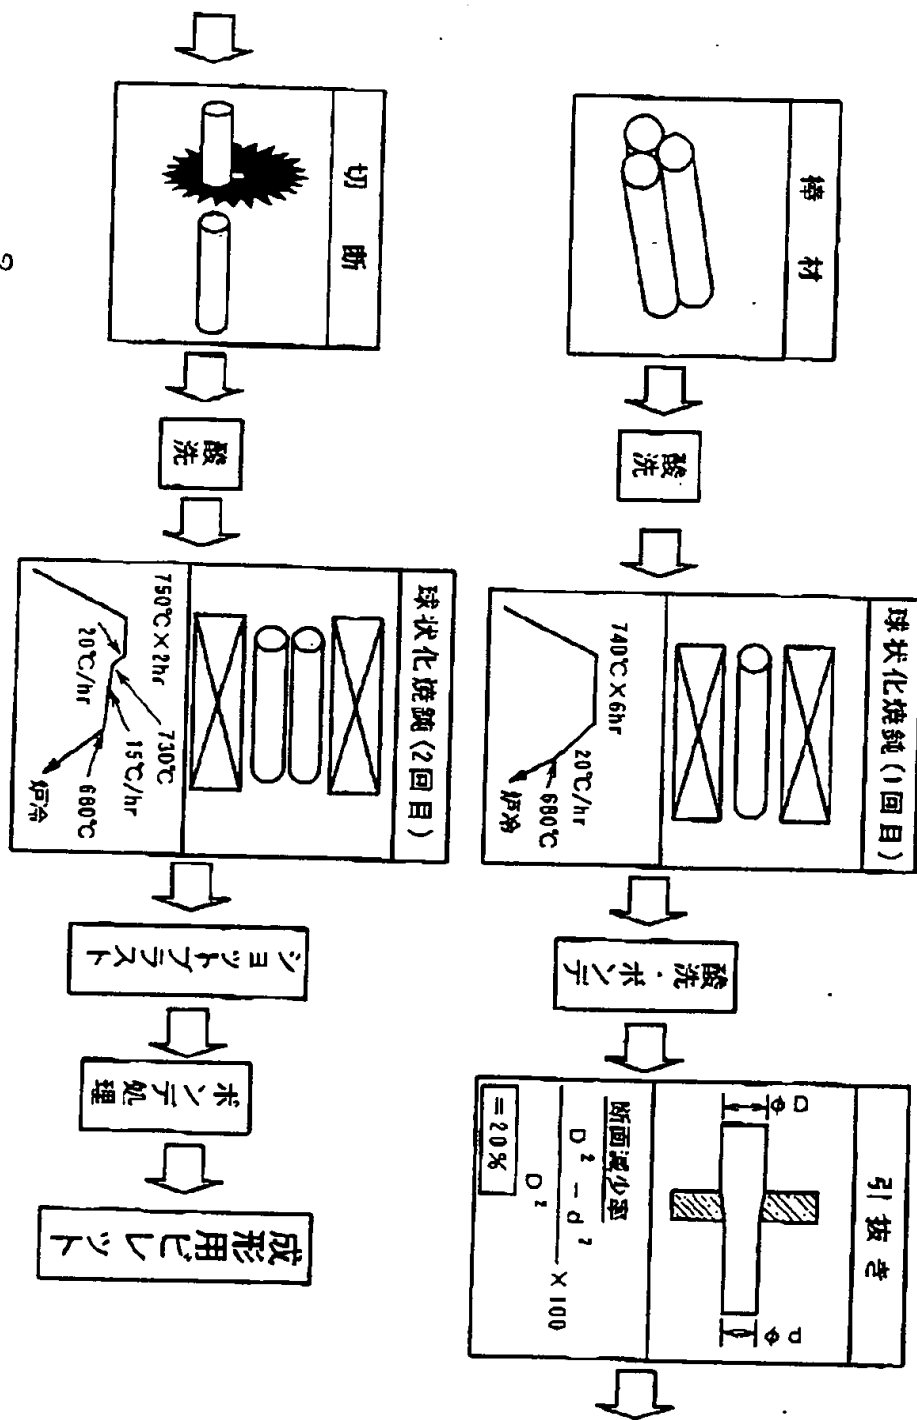 棒材
酸洗
球状化焼鈍(1回目)
740℃×6hr
20℃/hr
680℃
炉冷
酸洗・ボンデ
引抜き
Dφ
dφ
断面減少率
D² − d²
D²
×100
=20%
切断
酸洗
球状化焼鈍(2回目)
750℃×2hr
730℃
20℃/hr
15℃/hr
680℃
炉冷
ショットブラスト
ボンデ処理
成形用ビレット